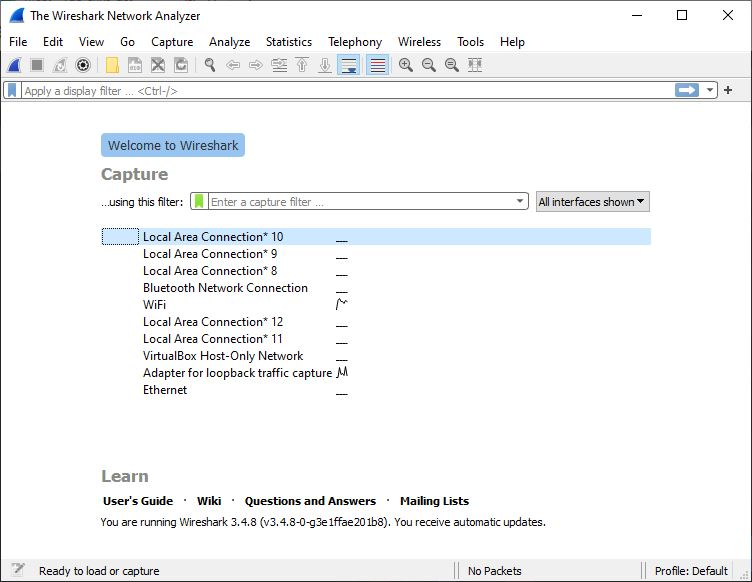 The Wireshark Network Analyzer
File Edit View Go Capture Analyze Statistics Telephony Wireless Tools Help
Apply a display filter ... <Ctrl-/>
Welcome to Wireshark
Capture
...using this filter: Enter a capture filter ... All interfaces shown
Local Area Connection* 10
Local Area Connection* 9
Local Area Connection* 8
Bluetooth Network Connection
WiFi
Local Area Connection* 12
Local Area Connection* 11
VirtualBox Host-Only Network
Adapter for loopback traffic capture
Ethernet
Learn
User's Guide · Wiki · Questions and Answers · Mailing Lists
You are running Wireshark 3.4.8 (v3.4.8-0-g3e1ffae201b8). You receive automatic updates.
Ready to load or capture No Packets Profile: Default